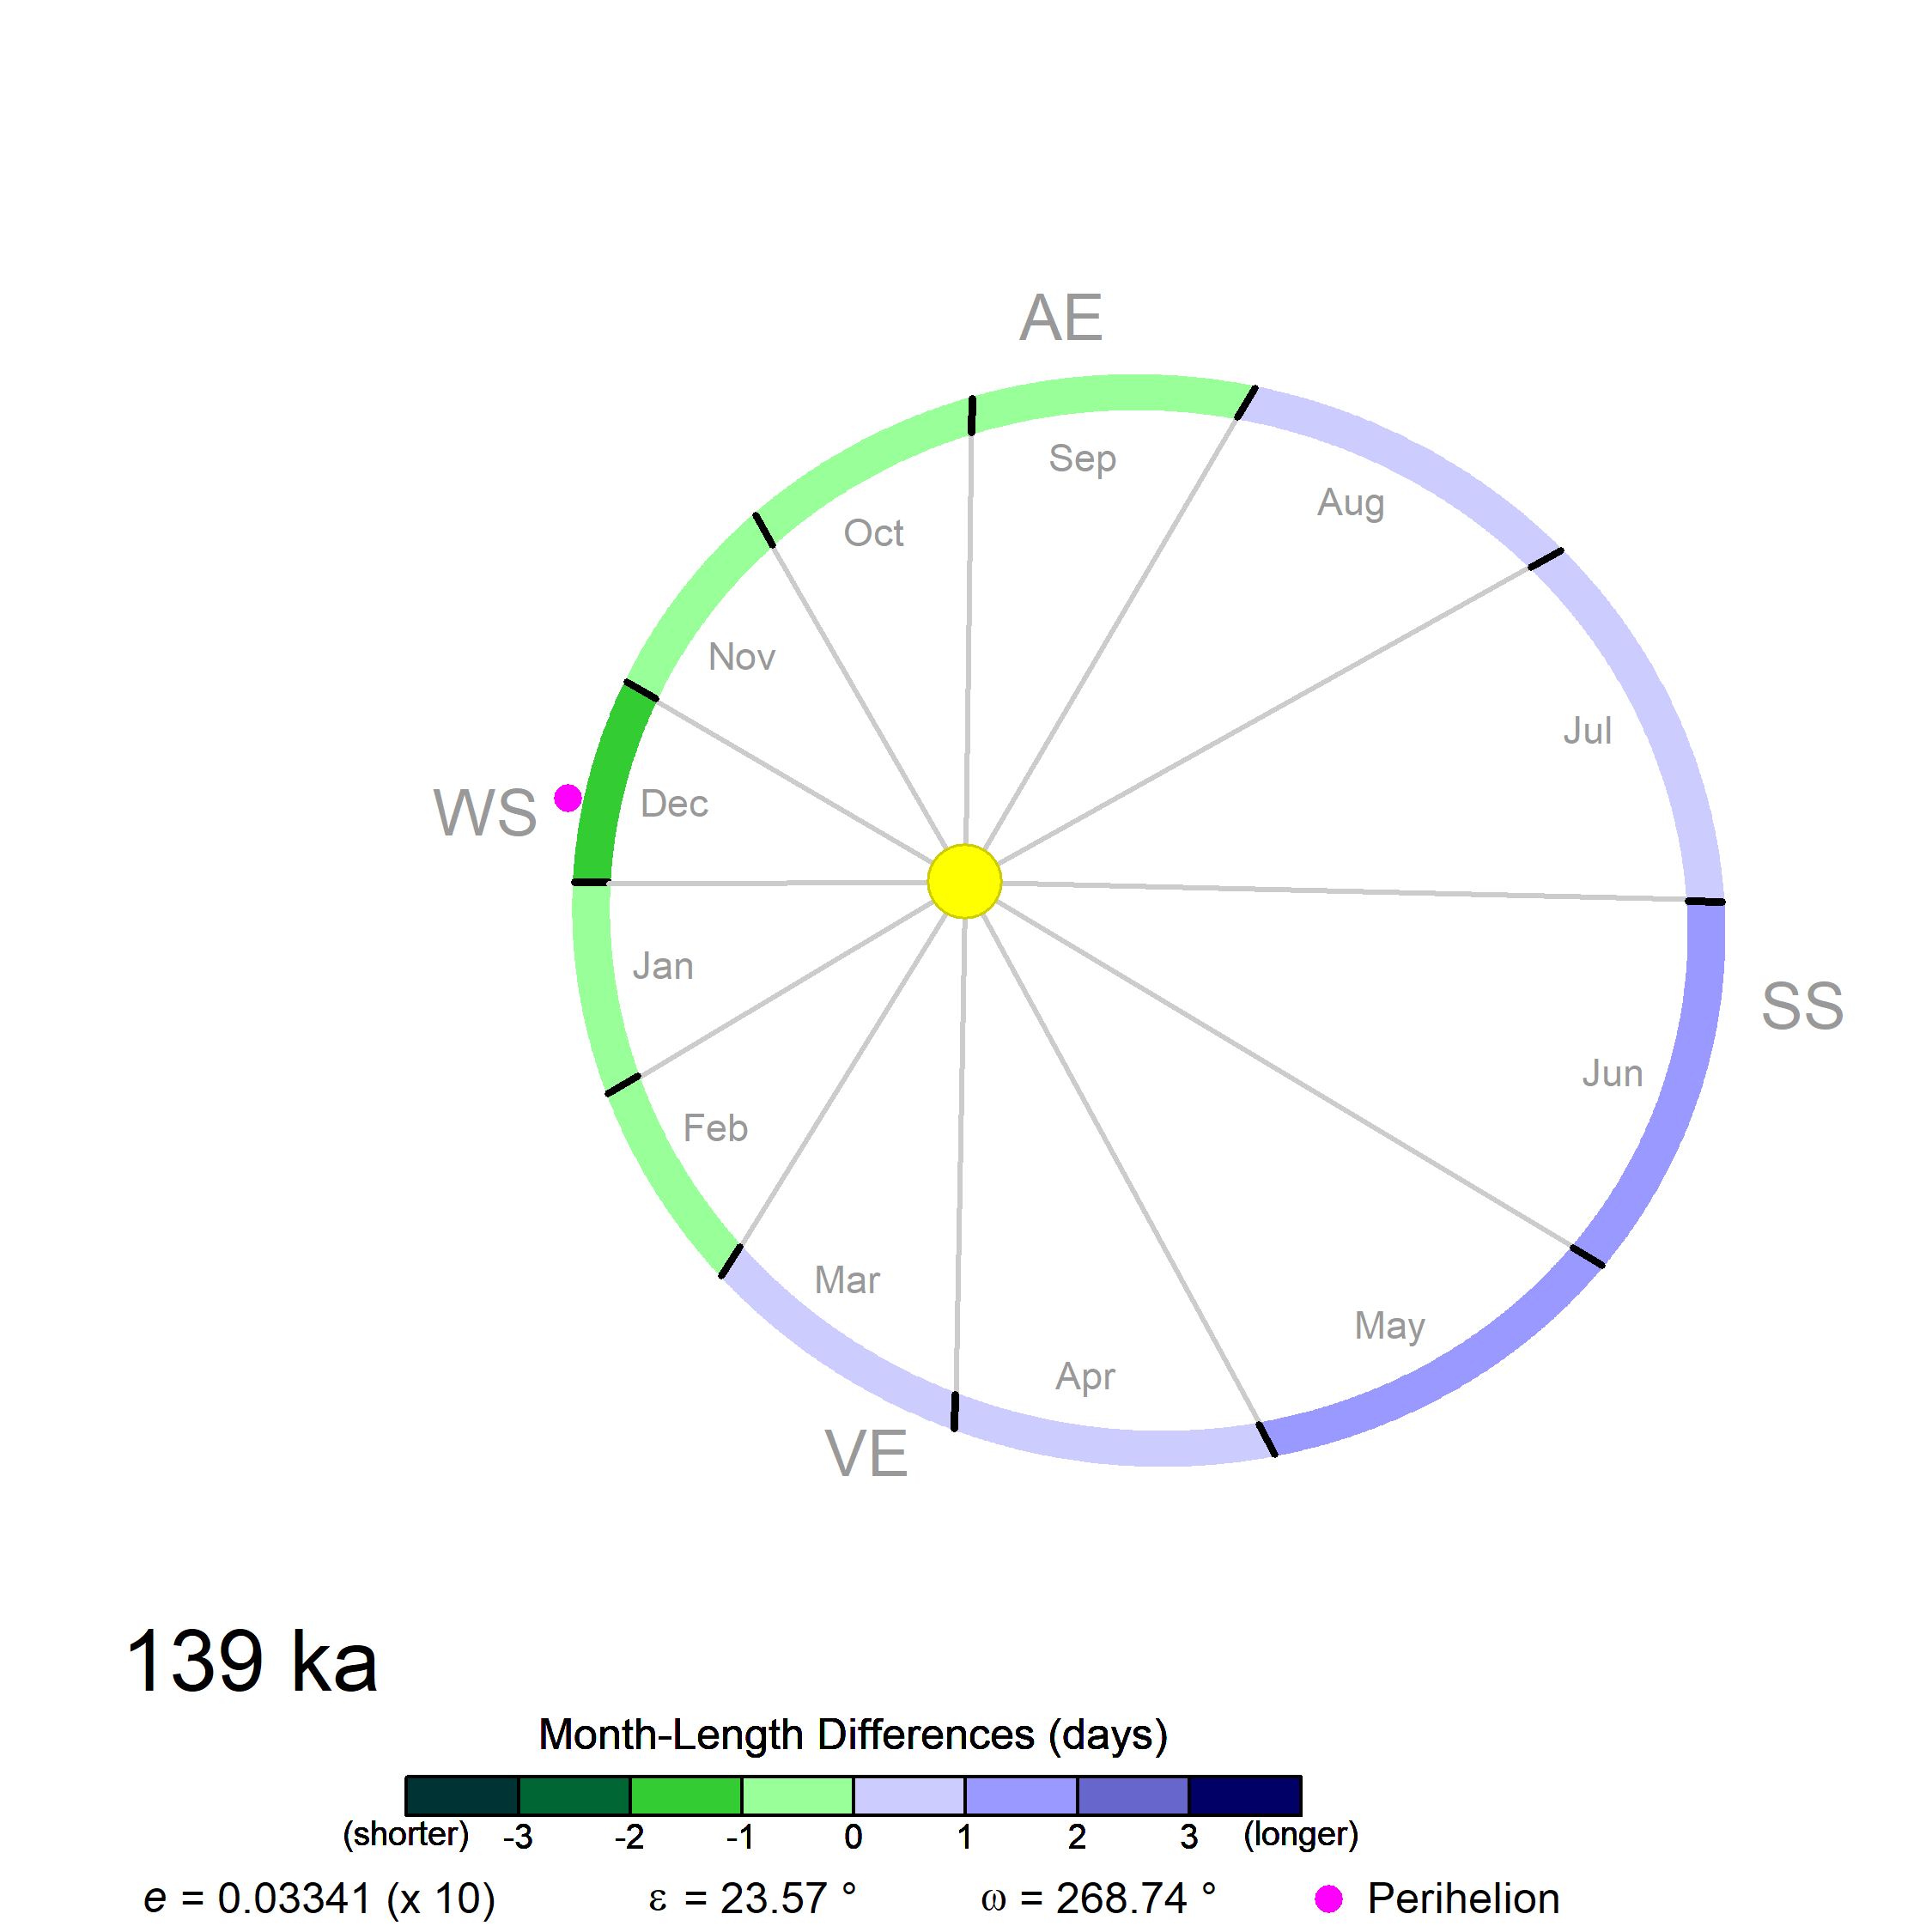 AE
Sep
Aug
Oct
Nov
Jul
WS
Dec
Jan
SS
Jun
Feb
Mar
May
Apr
VE
139 ka
Month-Length Differences (days)
(shorter) -3 -2 -1 0 1 2 3 (longer)
e = 0.03341 (x 10) ε = 23.57 ° ω = 268.74 ° Perihelion